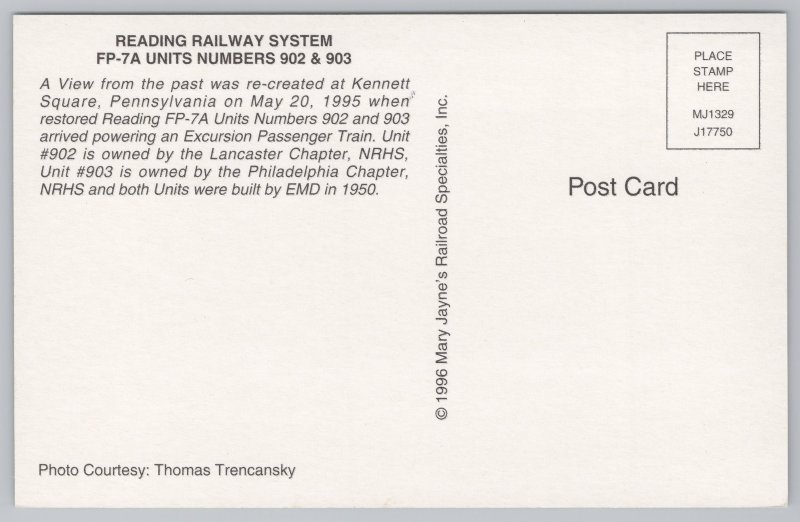 READING RAILWAY SYSTEM
FP-7A UNITS NUMBERS 902 & 903
A View from the past was re-created at Kennett
Square, Pennsylvania on May 20, 1995 when
restored Reading FP-7A Units Numbers 902 and 903
arrived powering an Excursion Passenger Train. Unit
#902 is owned by the Lancaster Chapter, NRHS,
Unit #903 is owned by the Philadelphia Chapter,
NRHS and both Units were built by EMD in 1950.
Photo Courtesy: Thomas Trencansky
© 1996 Mary Jayne's Railroad Specialties, Inc.
PLACE
STAMP
HERE
MJ1329
J17750
Post Card